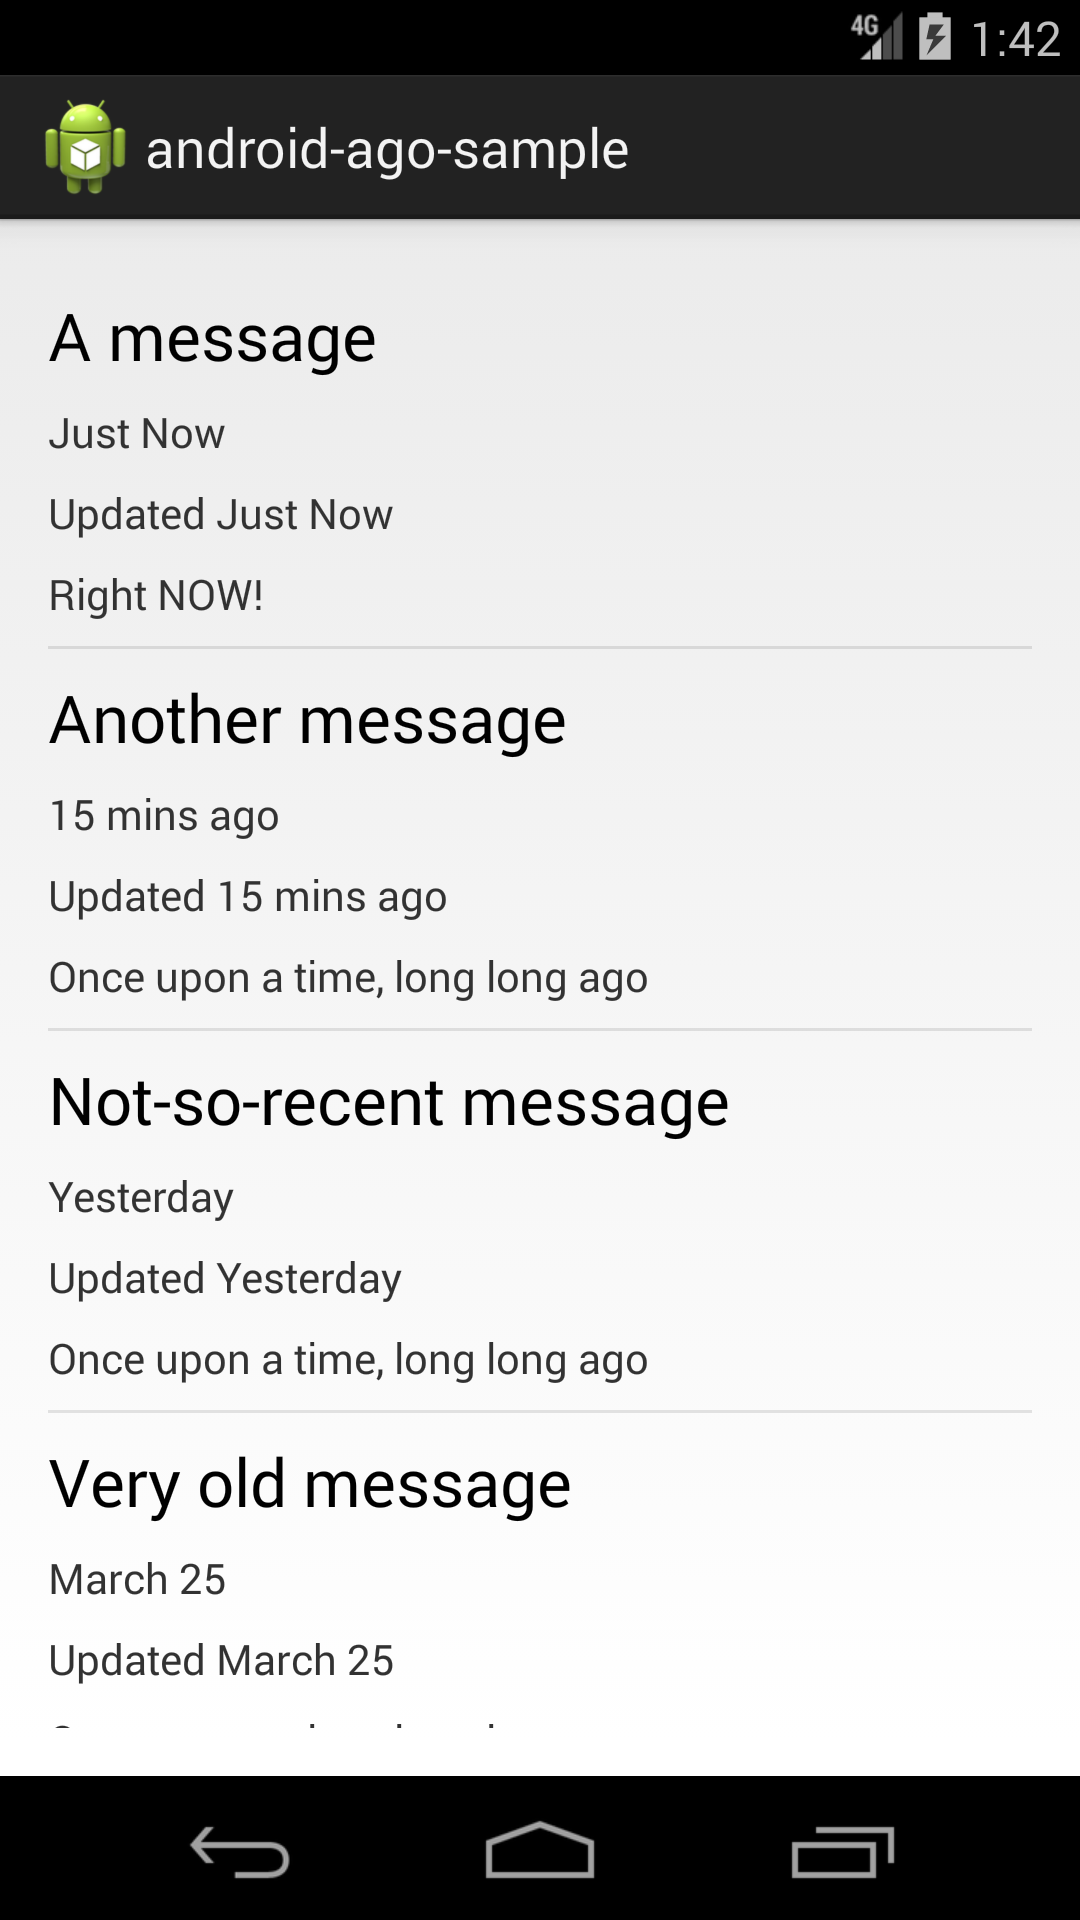 4G 1:42
android-ago-sample
A message
Just Now
Updated Just Now
Right NOW!
Another message
15 mins ago
Updated 15 mins ago
Once upon a time, long long ago
Not-so-recent message
Yesterday
Updated Yesterday
Once upon a time, long long ago
Very old message
March 25
Updated March 25